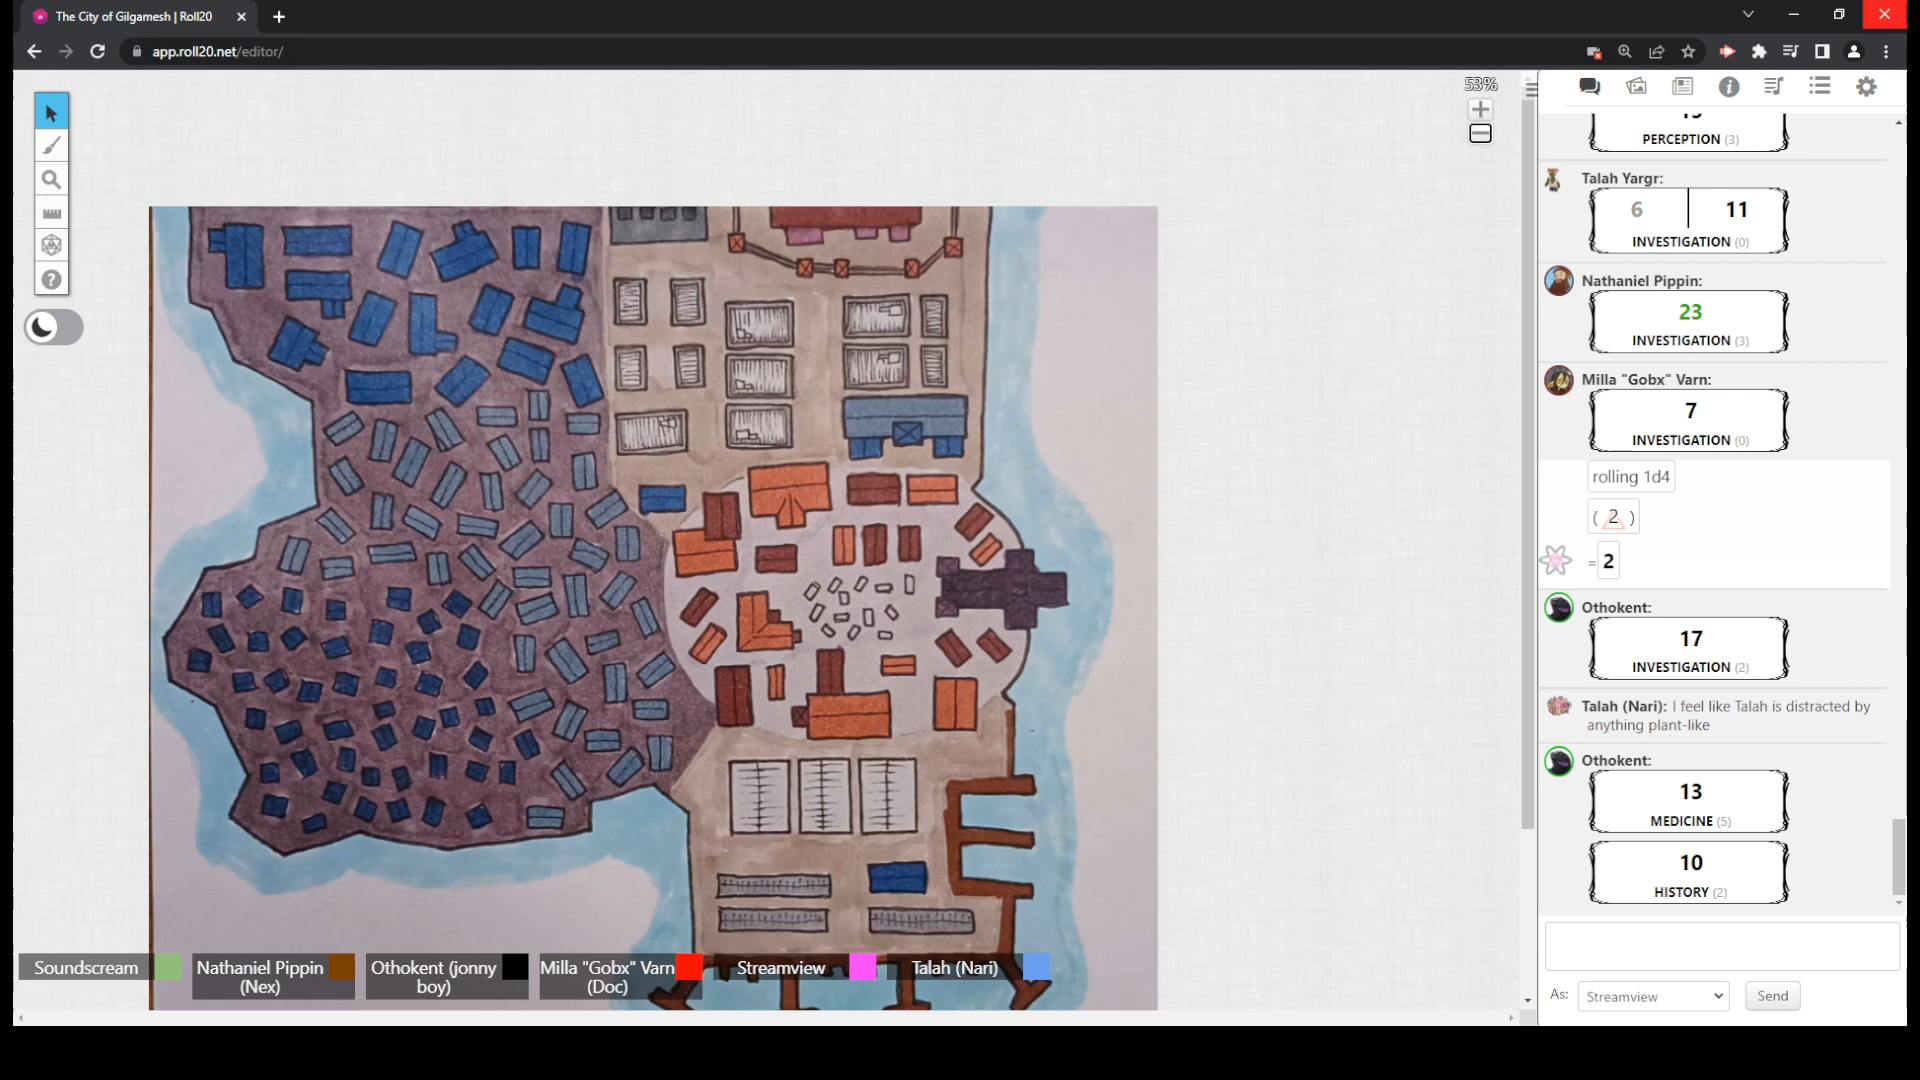 The City of Gilgamesh | Roll20
app.roll20.net/editor/
53%
PERCEPTION (3)
Talah Yargr:
6 11
INVESTIGATION (0)
Nathaniel Pippin:
23
INVESTIGATION (3)
Milla "Gobx" Varn:
7
INVESTIGATION (0)
rolling 1d4
( 2 )
= 2
Othokent:
17
INVESTIGATION (2)
Talah (Nari): I feel like Talah is distracted by
anything plant-like
Othokent:
13
MEDICINE (5)
10
HISTORY (2)
As: Streamview Send
Soundscream
Nathaniel Pippin
(Nex)
Othokent (jonny
boy)
Milla "Gobx" Varn
(Doc)
Streamview
Talah (Nari)